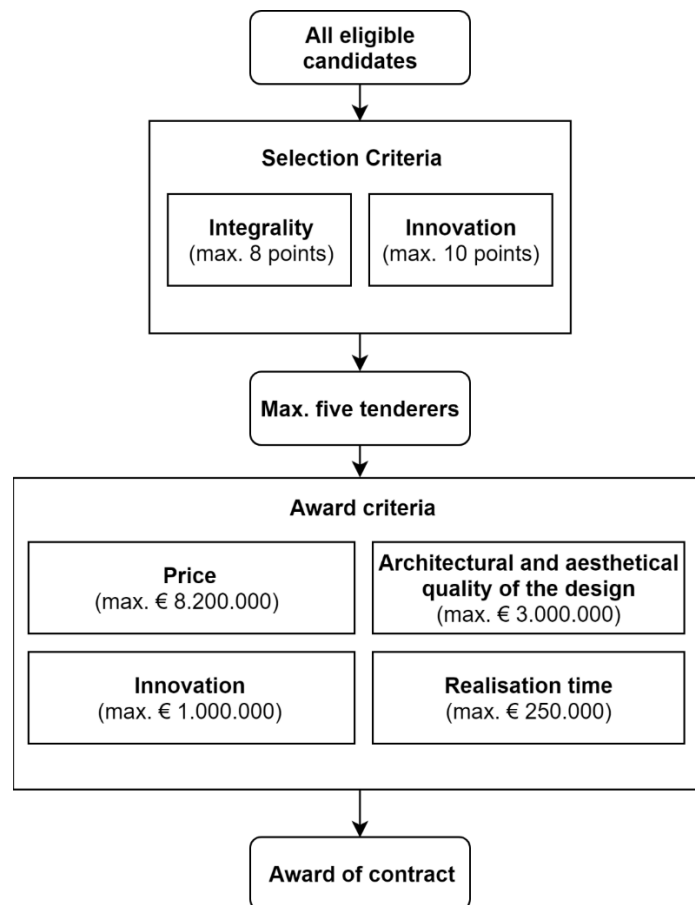 All eligible
candidates
Selection Criteria
Integrality
(max. 8 points)
Innovation
(max. 10 points)
Max. five tenderers
Award criteria
Price
(max. € 8.200.000)
Architectural and aesthetical
quality of the design
(max. € 3.000.000)
Innovation
(max. € 1.000.000)
Realisation time
(max. € 250.000)
Award of contract